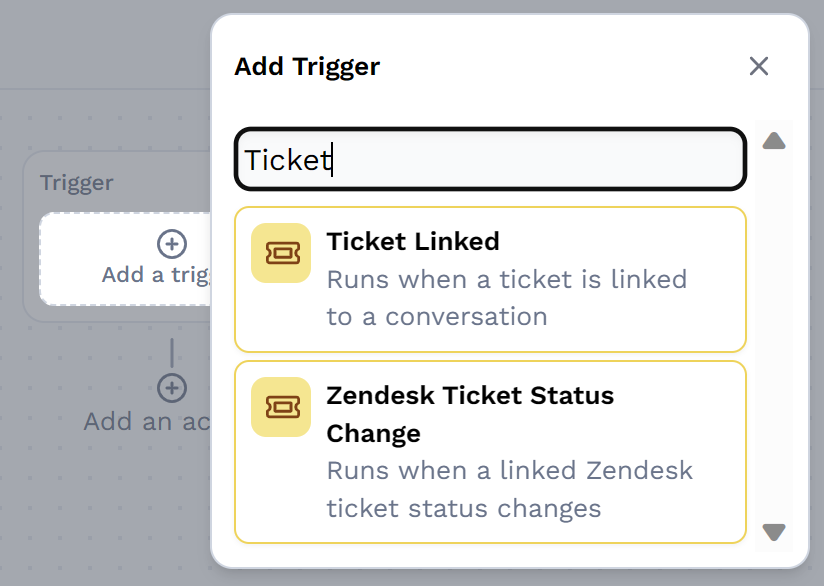 Add Trigger
Ticket
Trigger
Add a trig
Ticket Linked
Runs when a ticket is linked
to a conversation
Zendesk Ticket Status
Change
Runs when a linked Zendesk
ticket status changes
Add an ac